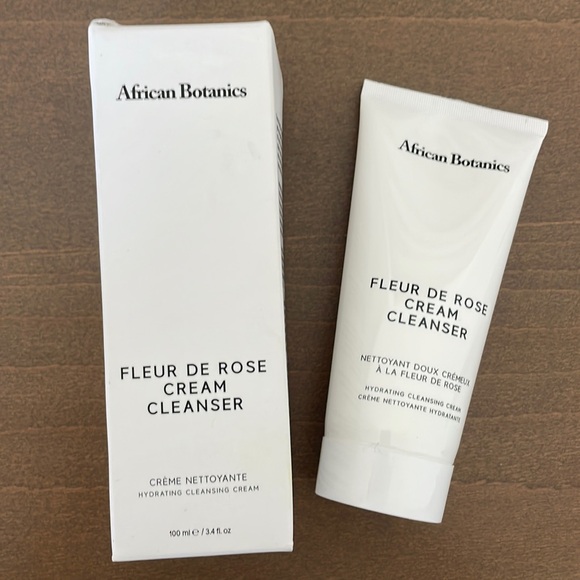 African Botanics
FLEUR DE ROSE
CREAM
CLEANSER
CRÈME NETTOYANTE
HYDRATING CLEANSING CREAM
100 ml ℮ / 3.4 fl. oz
African Botanics
FLEUR DE ROSE
CREAM
CLEANSER
NETTOYANT DOUX CRÉMEUX
À LA FLEUR DE ROSE
HYDRATING CLEANSING CREAM
CRÈME NETTOYANTE HYDRATANTE